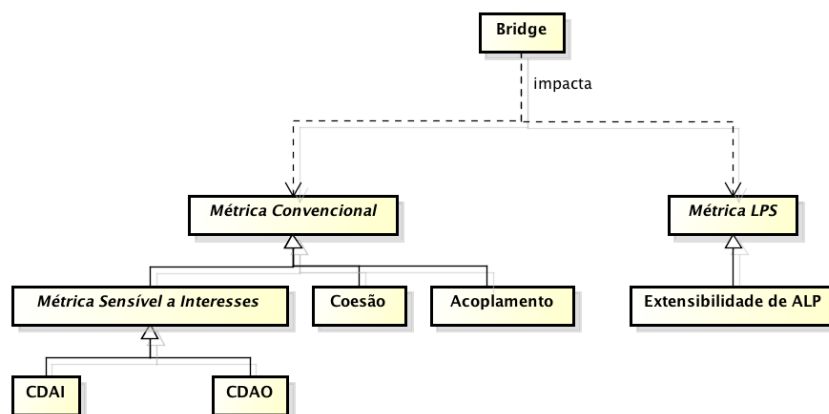 Bridge
impacta
Métrica Convencional
Métrica LPS
Métrica Sensível a Interesses
Coesão
Acoplamento
Extensibilidade de ALP
CDAI
CDAO